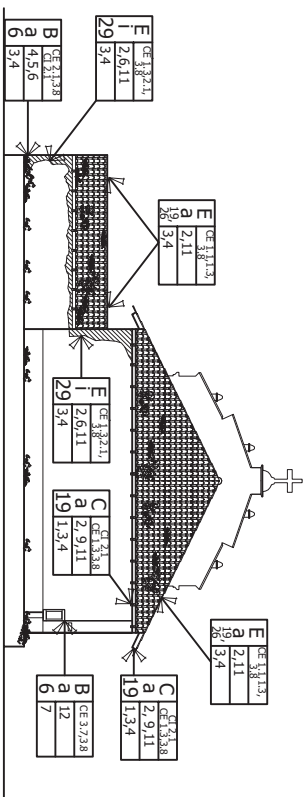 E
i
29
CE 1.3,2.1,
3.8
2,6,11
3,4
B
a
6
CE 2.1,3.8
CI 2.1
4,5,6
3,4
E
a
19,
26
CE 1.1,1.3,
3.8
2,11
3,4
E
i
29
CE 1.3,2.1,
3.8
2,6,11
3,4
C
a
19
CI 2.1
CE 1.3,3.8
2, 9,11
1,3,4
E
a
19,
26
CE 1.1,1.3,
3.8
2,11
3,4
C
a
19
CI 2.1
CE 1.3,3.8
2, 9,11
1,3,4
B
a
6
CE 3.7,3.8
12
7